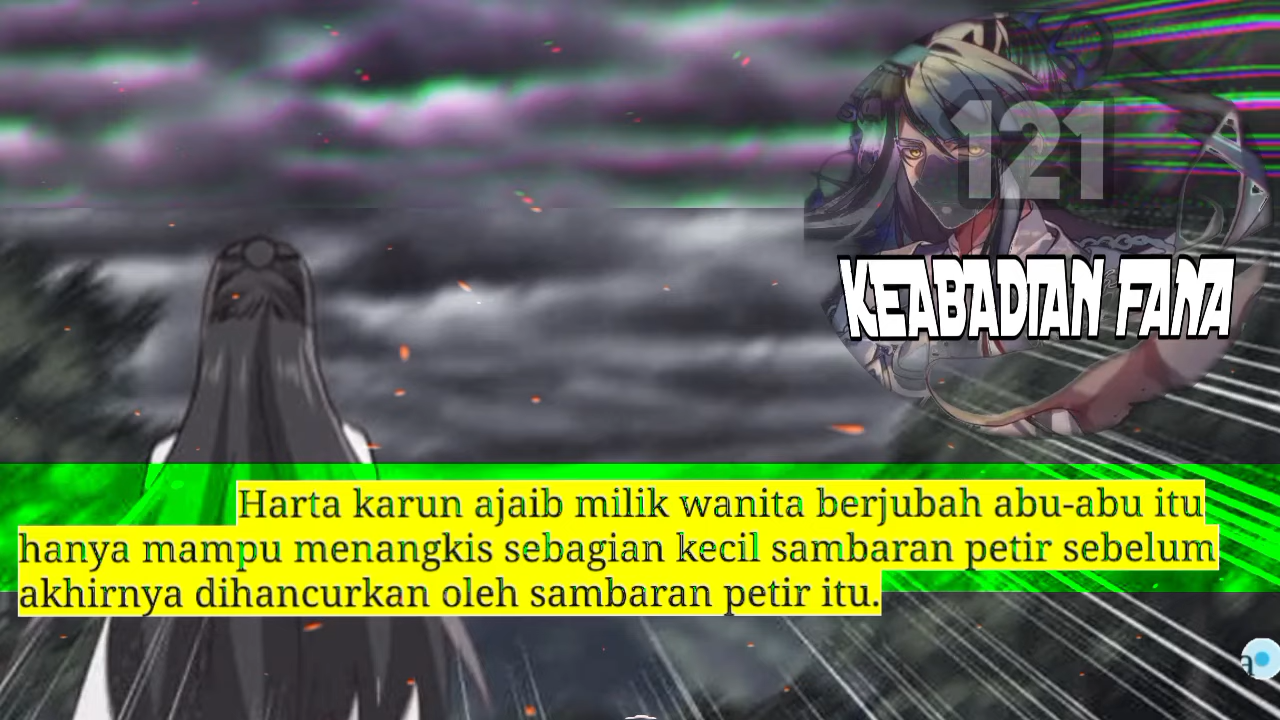 121
KEABADIAN FANA
Harta karun ajaib milik wanita berjubah abu-abu itu
hanya mampu menangkis sebagian kecil sambaran petir sebelum
akhirnya dihancurkan oleh sambaran petir itu.